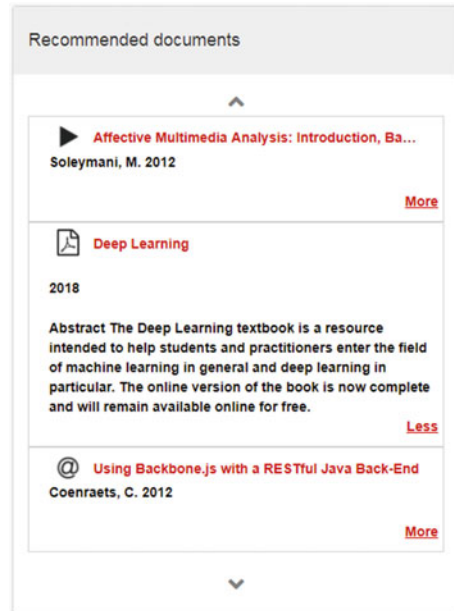 Recommended documents
Affective Multimedia Analysis: Introduction, Ba...
Soleymani, M. 2012
More
Deep Learning
2018
Abstract The Deep Learning textbook is a resource
intended to help students and practitioners enter the field
of machine learning in general and deep learning in
particular. The online version of the book is now complete
and will remain available online for free.
Less
@ Using Backbone.js with a RESTful Java Back-End
Coenraets, C. 2012
More